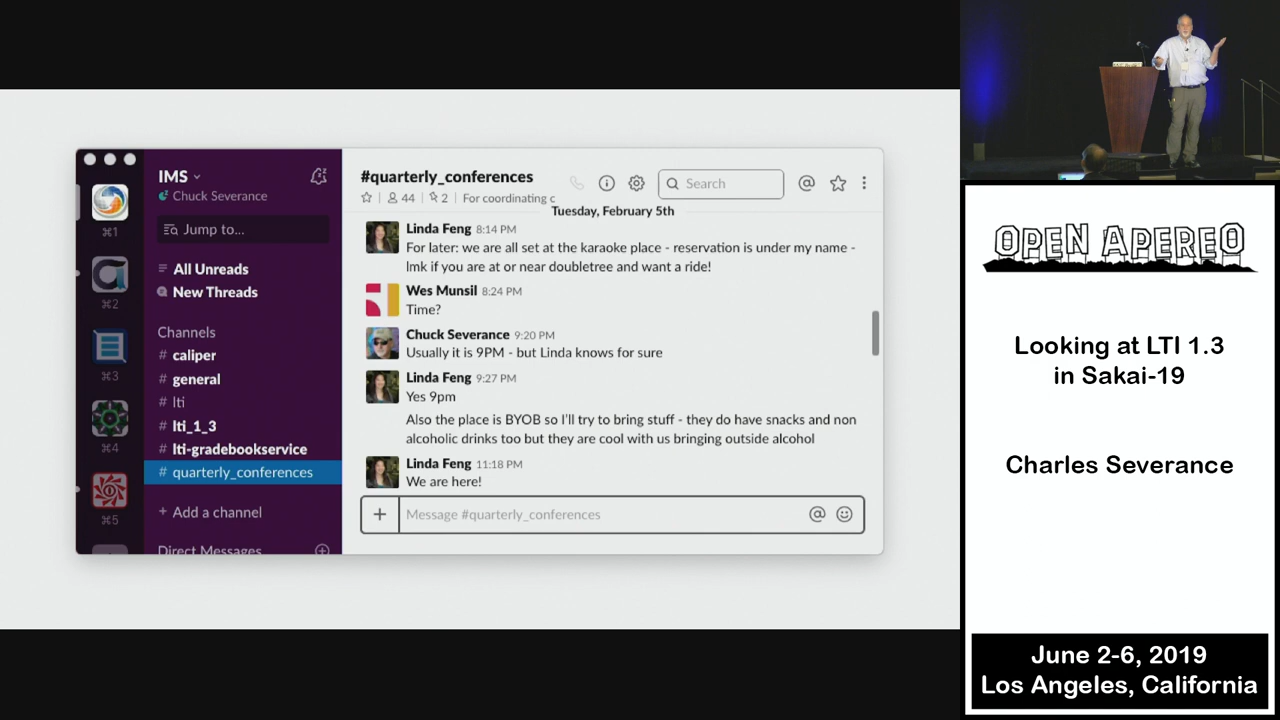 IMS
Chuck Severance
Jump to...
All Unreads
New Threads
Channels
# caliper
# general
# lti
# lti_1_3
# lti-gradebookservice
# quarterly_conferences
+ Add a channel
Direct Messages
⌘1
⌘2
⌘3
⌘4
⌘5
#quarterly_conferences
44 | 2 | For coordinating c
Search
Tuesday, February 5th
Linda Feng 8:14 PM
For later: we are all set at the karaoke place - reservation is under my name -
lmk if you are at or near doubletree and want a ride!
Wes Munsil 8:24 PM
Time?
Chuck Severance 9:20 PM
Usually it is 9PM - but Linda knows for sure
Linda Feng 9:27 PM
Yes 9pm
Also the place is BYOB so I'll try to bring stuff - they do have snacks and non
alcoholic drinks too but they are cool with us bringing outside alcohol
Linda Feng 11:18 PM
We are here!
+ Message #quarterly_conferences @
OPEN APEREO
Looking at LTI 1.3
in Sakai-19
Charles Severance
June 2-6, 2019
Los Angeles, California